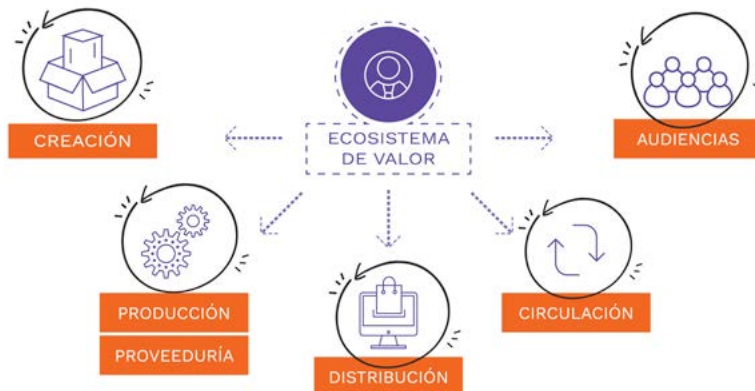 ECOSISTEMA
DE VALOR
CREACIÓN
AUDIENCIAS
PRODUCCIÓN
PROVEEDURÍA
DISTRIBUCIÓN
CIRCULACIÓN